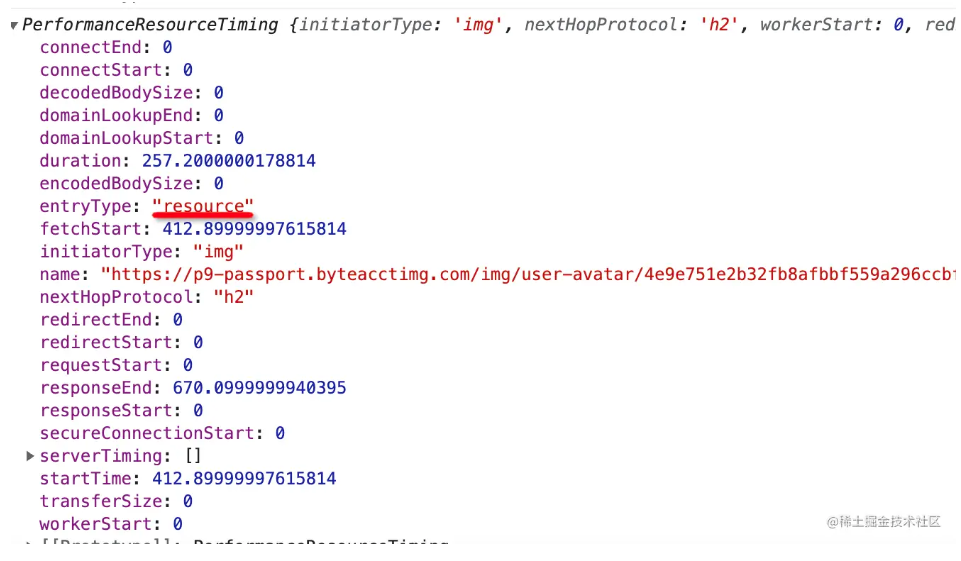 ▼PerformanceResourceTiming {initiatorType: 'img', nextHopProtocol: 'h2', workerStart: 0, red
connectEnd: 0
connectStart: 0
decodedBodySize: 0
domainLookupEnd: 0
domainLookupStart: 0
duration: 257.2000000178814
encodedBodySize: 0
entryType: "resource"
fetchStart: 412.89999997615814
initiatorType: "img"
name: "https://p9-passport.byteacctimg.com/img/user-avatar/4e9e751e2b32fb8afbbf559a296ccbf
nextHopProtocol: "h2"
redirectEnd: 0
redirectStart: 0
requestStart: 0
responseEnd: 670.0999999940395
responseStart: 0
secureConnectionStart: 0
▶serverTiming: []
startTime: 412.89999997615814
transferSize: 0
workerStart: 0
@稀土掘金技术社区
[[Prototype]]: PerformanceResourceTiming